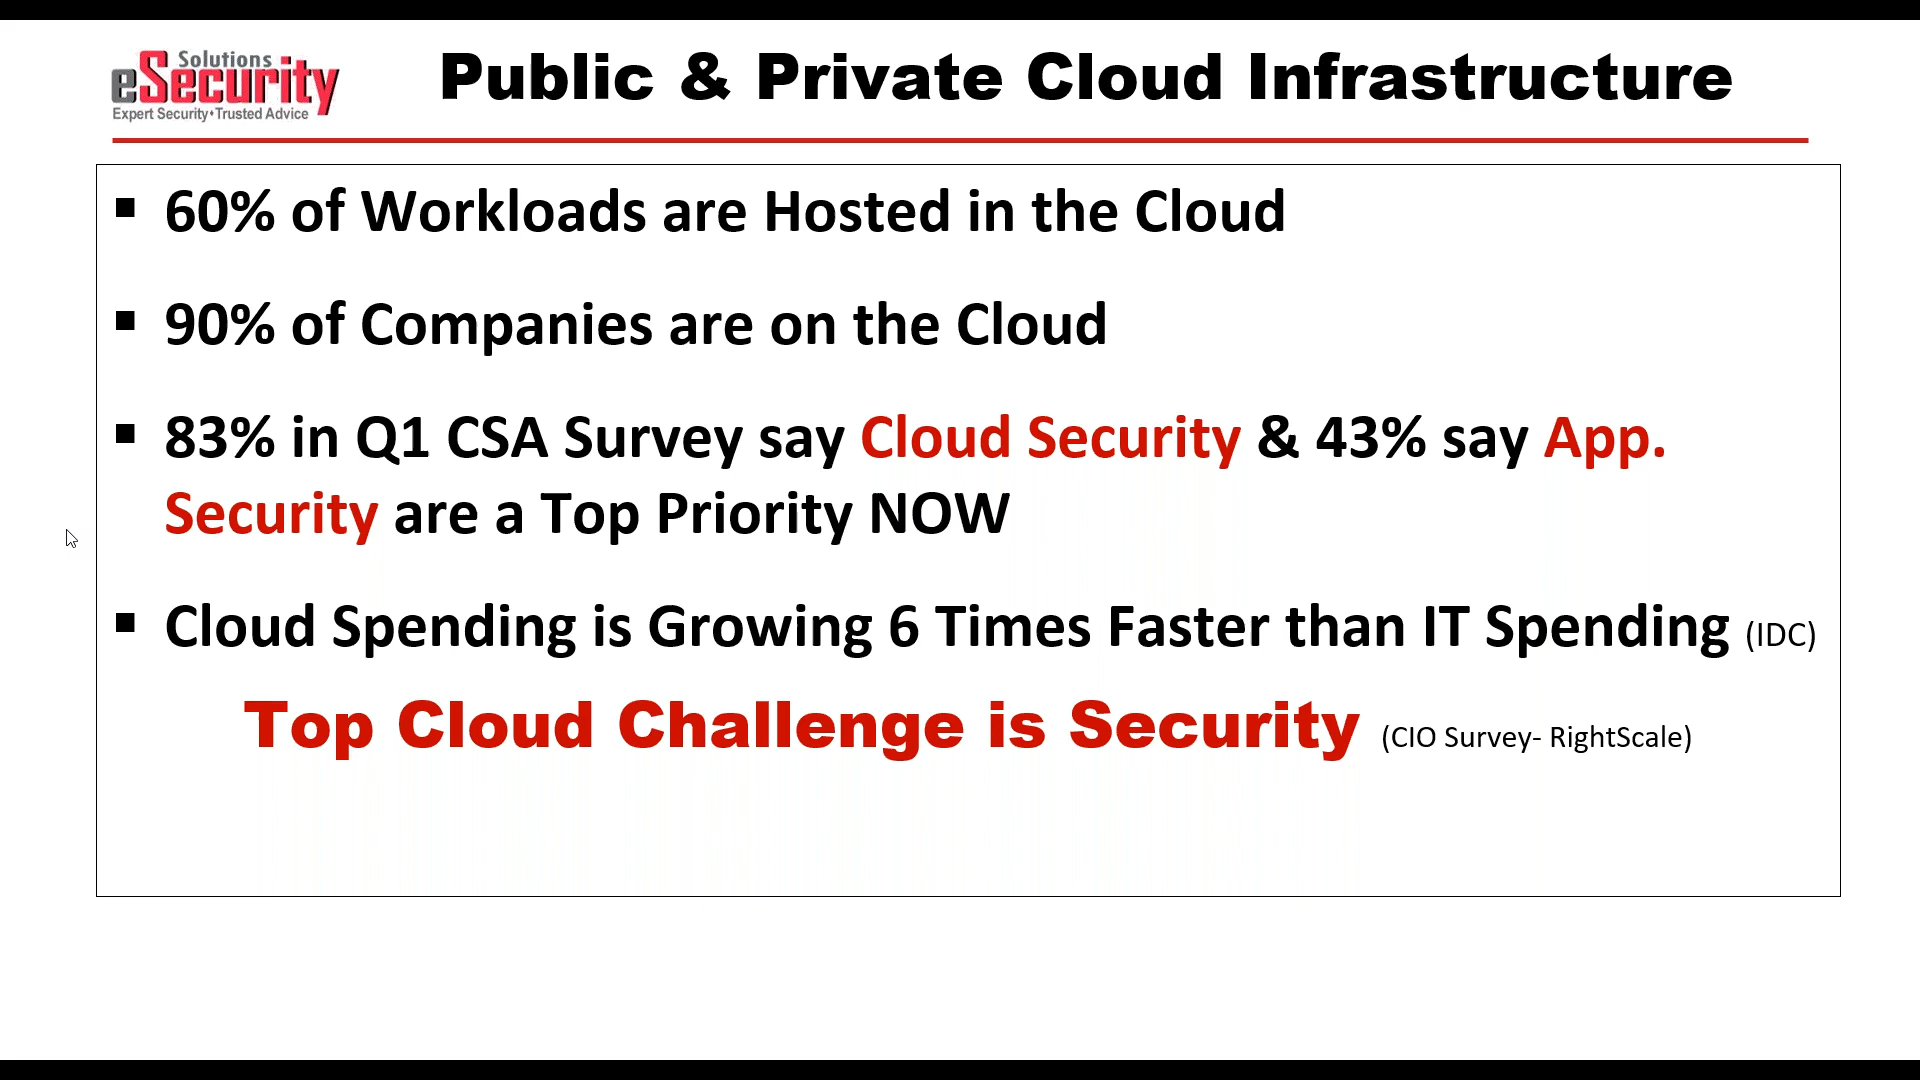 Solutions
eSecurity
Expert Security•Trusted Advice
Public & Private Cloud Infrastructure
▪ 60% of Workloads are Hosted in the Cloud
▪ 90% of Companies are on the Cloud
▪ 83% in Q1 CSA Survey say Cloud Security & 43% say App.
Security are a Top Priority NOW
▪ Cloud Spending is Growing 6 Times Faster than IT Spending (IDC)
Top Cloud Challenge is Security (CIO Survey- RightScale)